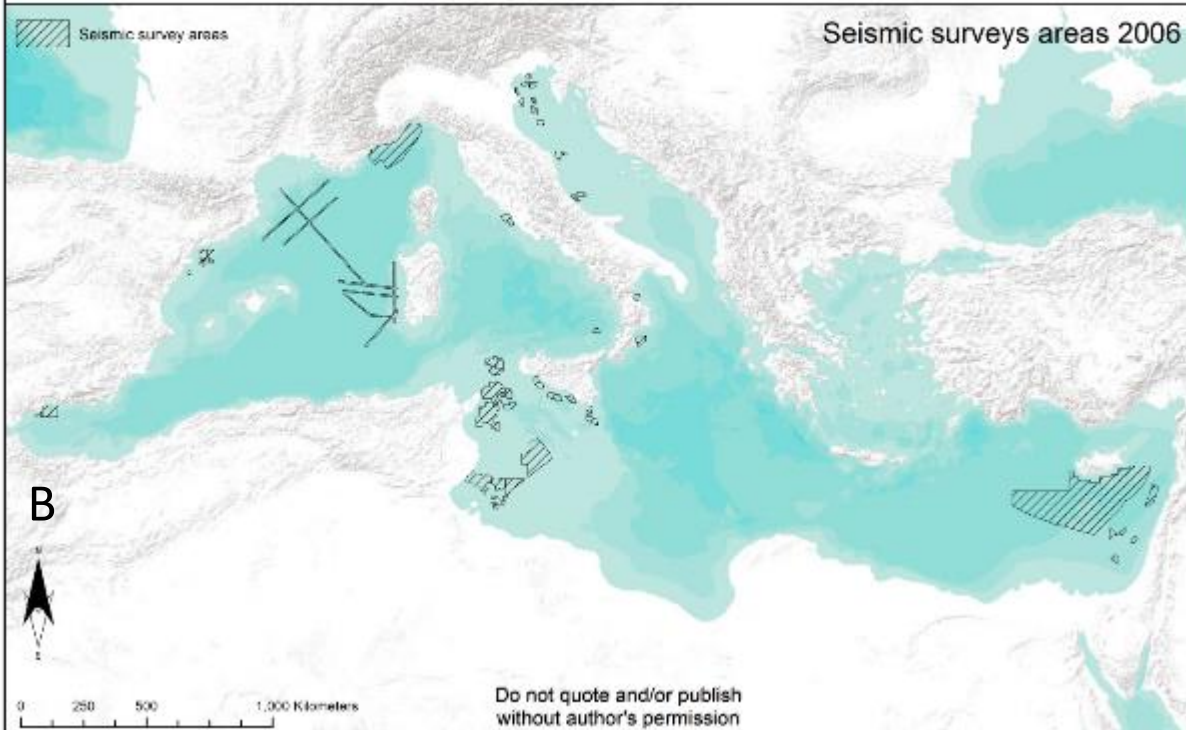 Seismic survey areas
Seismic surveys areas 2006
B
0 250 500 1,000 Kilometers
Do not quote and/or publish
without author's permission